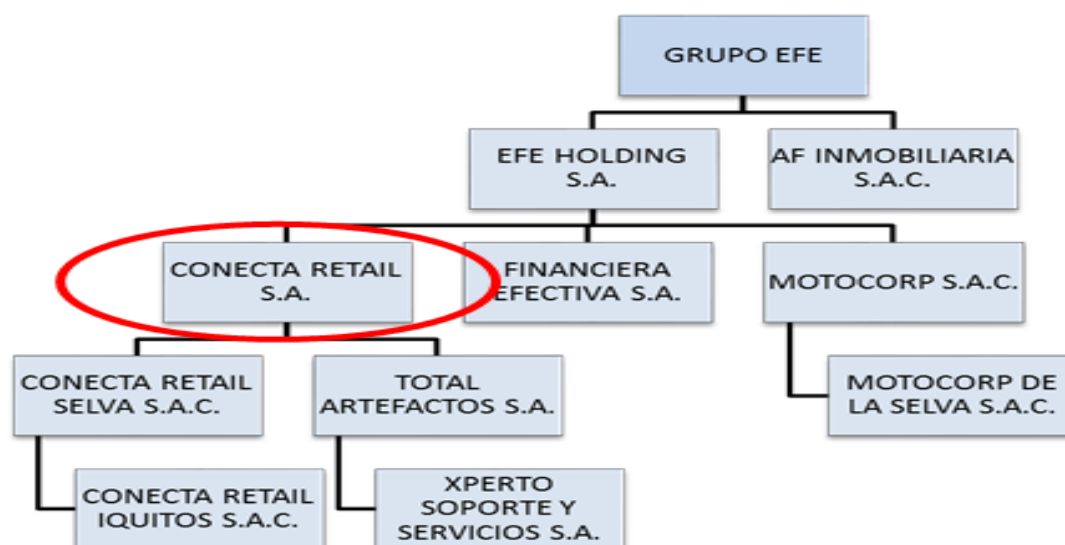 GRUPO EFE
EFE HOLDING
S.A.
AF INMOBILIARIA
S.A.C.
CONECTA RETAIL
S.A.
FINANCIERA
EFECTIVA S.A.
MOTOCORP S.A.C.
CONECTA RETAIL
SELVA S.A.C.
TOTAL
ARTEFACTOS S.A.
MOTOCORP DE
LA SELVA S.A.C.
CONECTA RETAIL
IQUITOS S.A.C.
XPERTO
SOPORTE Y
SERVICIOS S.A.